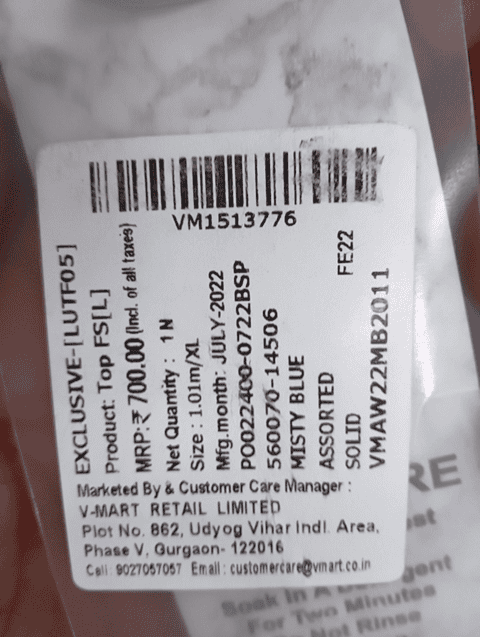 VM1513776
EXCLUSIVE-[LUTF05]
Product: Top FS[L]
MRP:₹ 700.00 (Incl. of all taxes)
Net Quantity : 1 N
Size : 1.01m/XL
Mfg.month: JULY-2022
PO022400-0722BSP
560070-14506
MISTY BLUE
ASSORTED
SOLID FE22
VMAW22MB2011
Marketed By & Customer Care Manager :
V-MART RETAIL LIMITED
Plot No. 862, Udyog Vihar Indl. Area,
Phase V, Gurgaon- 122016
Call: 9027057057 Email : customercare@vmart.co.in
RE
Soak In A
For Two Minutes
Rinse